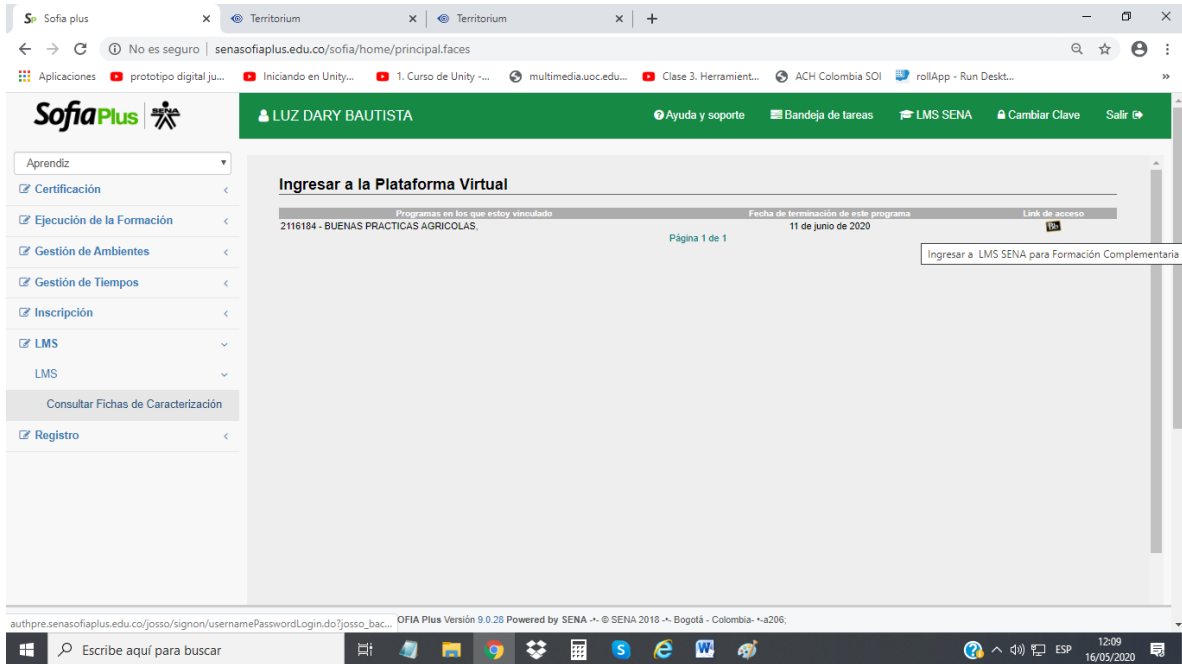 Sp Sofia plus
Territorium
Territorium
No es seguro | senasofiaplus.edu.co/sofia/home/principal.faces
Aplicaciones
prototipo digital ju...
Iniciando en Unity...
1. Curso de Unity -...
multimedia.uoc.edu...
Clase 3. Herramient...
ACH Colombia SOI
rollApp - Run Deskt...
»
SofiaPlus SENA
LUZ DARY BAUTISTA
Ayuda y soporte
Bandeja de tareas
LMS SENA
Cambiar Clave
Salir
Aprendiz
Certificación
Ejecución de la Formación
Gestión de Ambientes
Gestión de Tiempos
Inscripción
LMS
LMS
Consultar Fichas de Caracterización
Registro
Ingresar a la Plataforma Virtual
Programas en los que estoy vinculado Fecha de terminación de este programa Link de acceso
2116184 - BUENAS PRACTICAS AGRICOLAS, 11 de junio de 2020 Bb
Página 1 de 1
Ingresar a LMS SENA para Formación Complementaria
authpre.senasofiaplus.edu.co/josso/signon/usernamePasswordLogin.do?josso_bac...
OFIA Plus Versión 9.0.28 Powered by SENA -•- © SENA 2018 -•- Bogotá - Colombia- •-a206;
Escribe aquí para buscar
ESP
12:09
16/05/2020